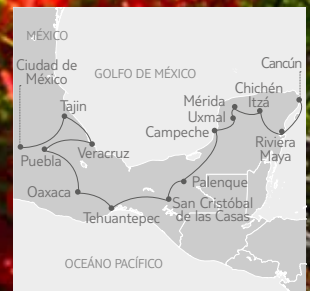 MÉXICO
Ciudad de
México
GOLFO DE MÉXICO
Cancún
Chichén
Itzá
Mérida
Uxmal
Campeche
Tajin
Puebla
Veracruz
Riviera
Maya
Oaxaca
Palenque
San Cristóbal
de las Casas
Tehuantepec
OCEÁNO PACÍFICO